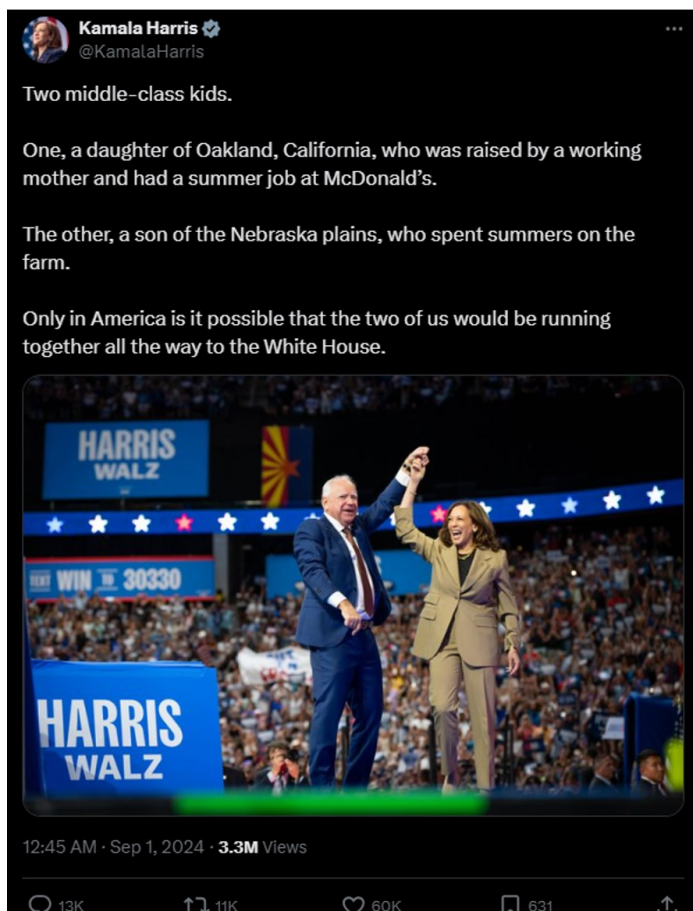 Kamala Harris
@KamalaHarris
Two middle-class kids.
One, a daughter of Oakland, California, who was raised by a working
mother and had a summer job at McDonald’s.
The other, a son of the Nebraska plains, who spent summers on the
farm.
Only in America is it possible that the two of us would be running
together all the way to the White House.
HARRIS
WALZ
TEXT WIN TO 30330
HARRIS
WALZ
12:45 AM · Sep 1, 2024 · 3.3M Views
13K 11K 60K 631